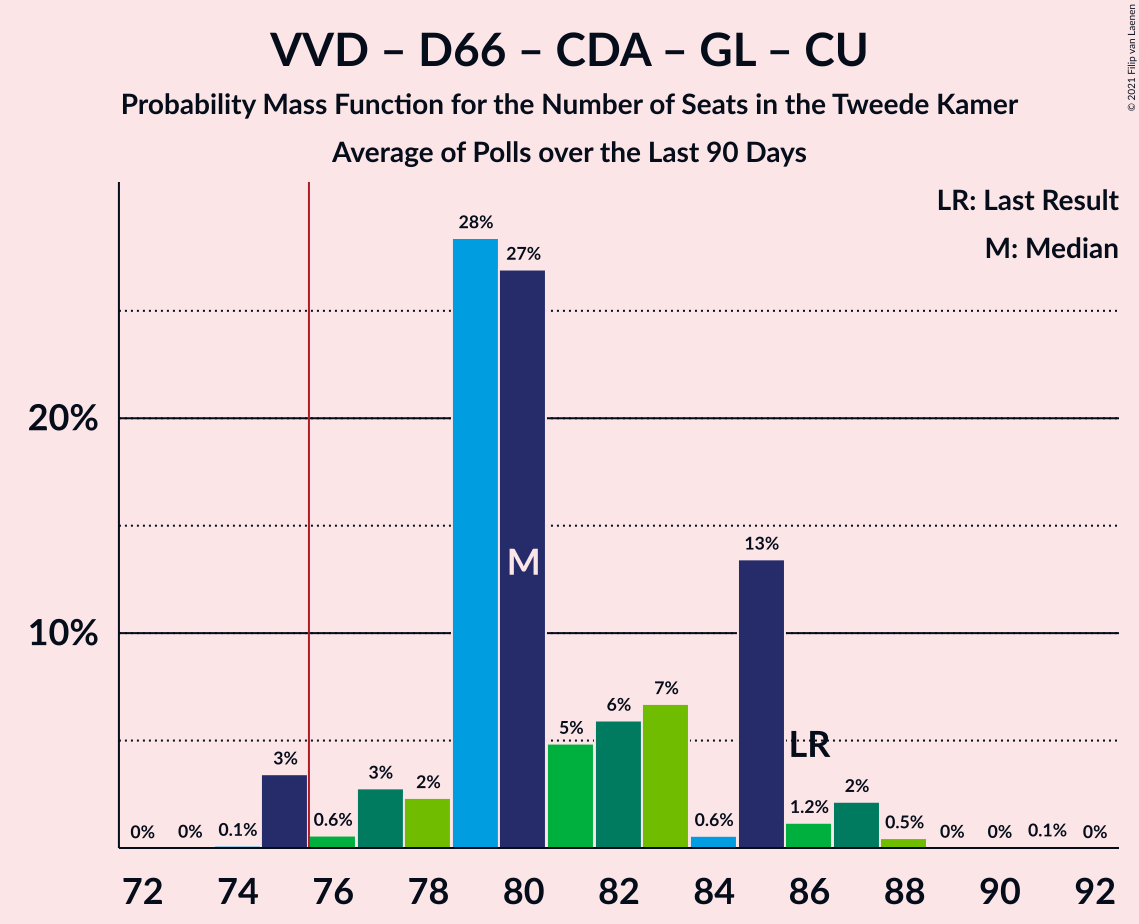 VVD – D66 – CDA – GL – CU
Probability Mass Function for the Number of Seats in the Tweede Kamer
Average of Polls over the Last 90 Days
© 2021 Filip van Laenen
LR: Last Result
M: Median
20%
10%
0%
0%
0.1%
3%
0.6%
3%
2%
28%
27%
5%
6%
7%
0.6%
13%
1.2%
2%
0.5%
0%
0%
0.1%
0%
M
LR
72 74 76 78 80 82 84 86 88 90 92